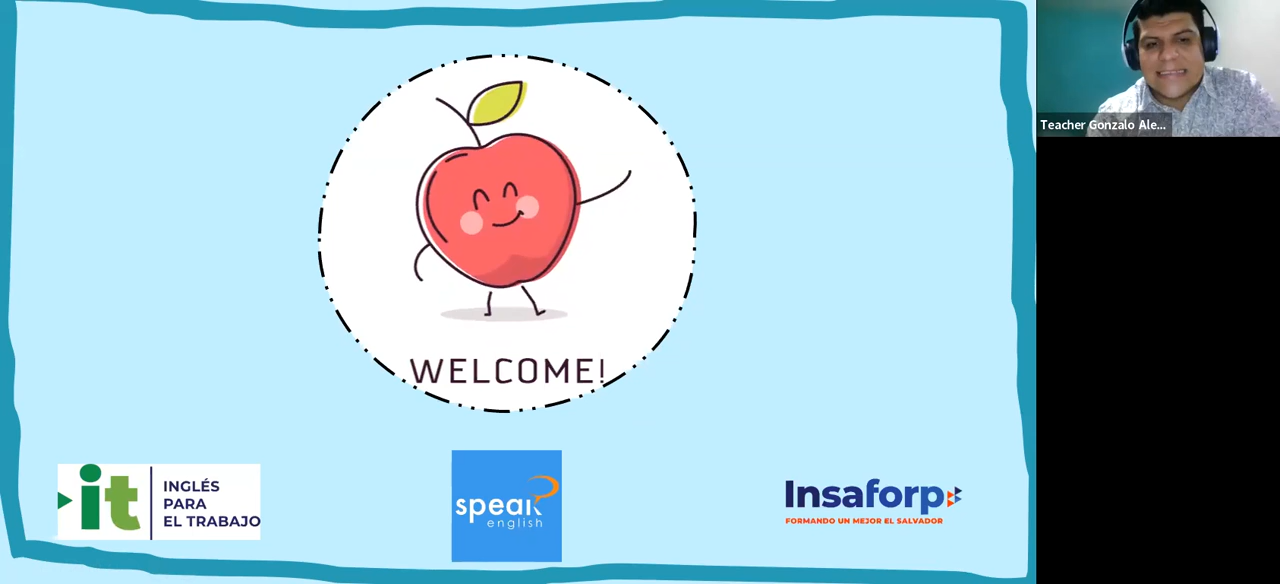 WELCOME!
it
INGLÉS
PARA
EL TRABAJO
speak
english
Insaforp
FORMANDO UN MEJOR EL SALVADOR
Teacher Gonzalo Ale...